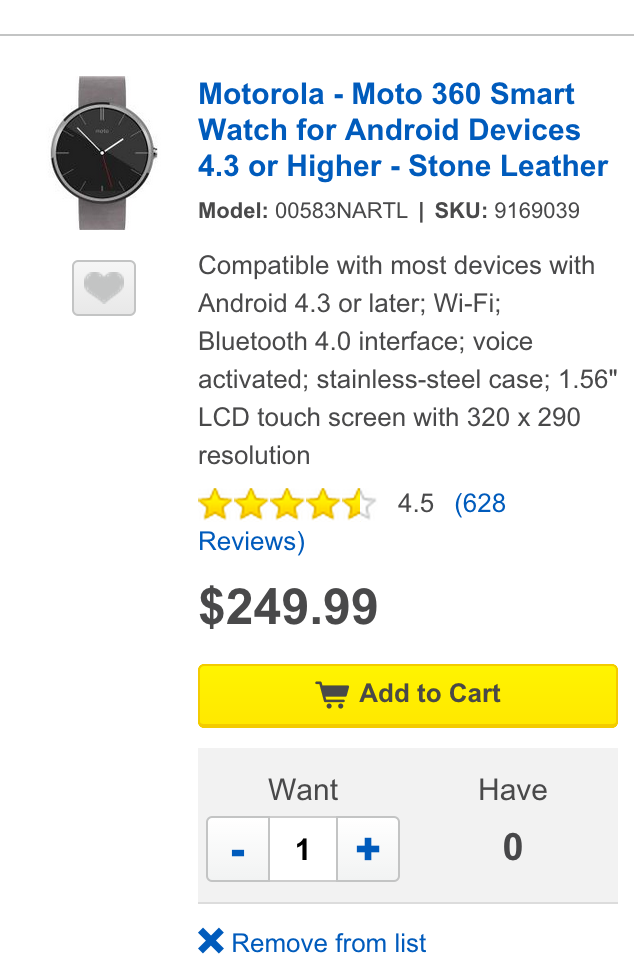 Motorola - Moto 360 Smart
Watch for Android Devices
4.3 or Higher - Stone Leather
Model: 00583NARTL | SKU: 9169039
Compatible with most devices with
Android 4.3 or later; Wi-Fi;
Bluetooth 4.0 interface; voice
activated; stainless-steel case; 1.56"
LCD touch screen with 320 x 290
resolution
4.5 (628
Reviews)
$249.99
Add to Cart
Want Have
- 1 + 0
Remove from list